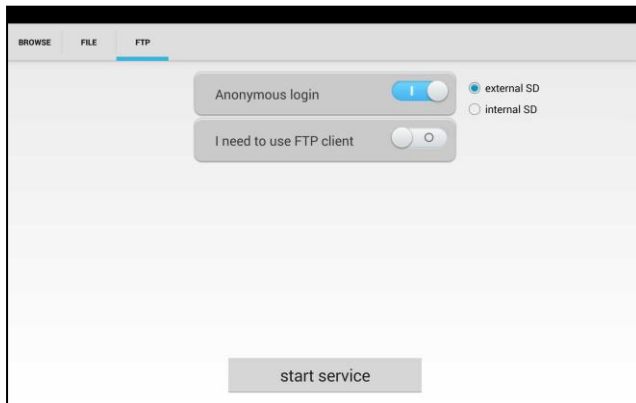 BROWSE FILE FTP
Anonymous login
external SD
internal SD
I need to use FTP client
start service